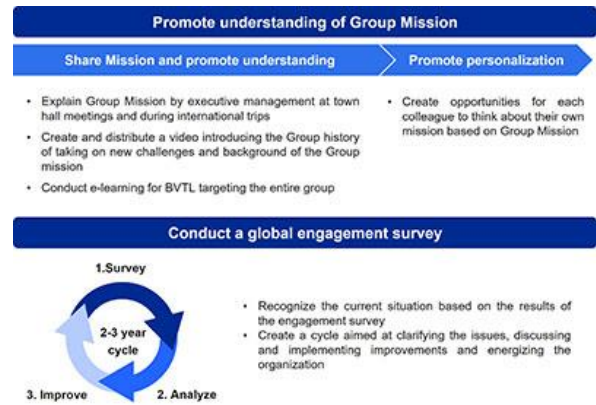 Promote understanding of Group Mission
Share Mission and promote understanding
Promote personalization
• Explain Group Mission by executive management at town
hall meetings and during international trips
• Create and distribute a video introducing the Group history
of taking on new challenges and background of the Group
mission
• Conduct e-learning for BVTL targeting the entire group
• Create opportunities for each
colleague to think about their own
mission based on Group Mission
Conduct a global engagement survey
1.Survey
2-3 year
cycle
3. Improve
2. Analyze
• Recognize the current situation based on the results of
the engagement survey
• Create a cycle aimed at clarifying the issues, discussing
and implementing improvements and energizing the
organization